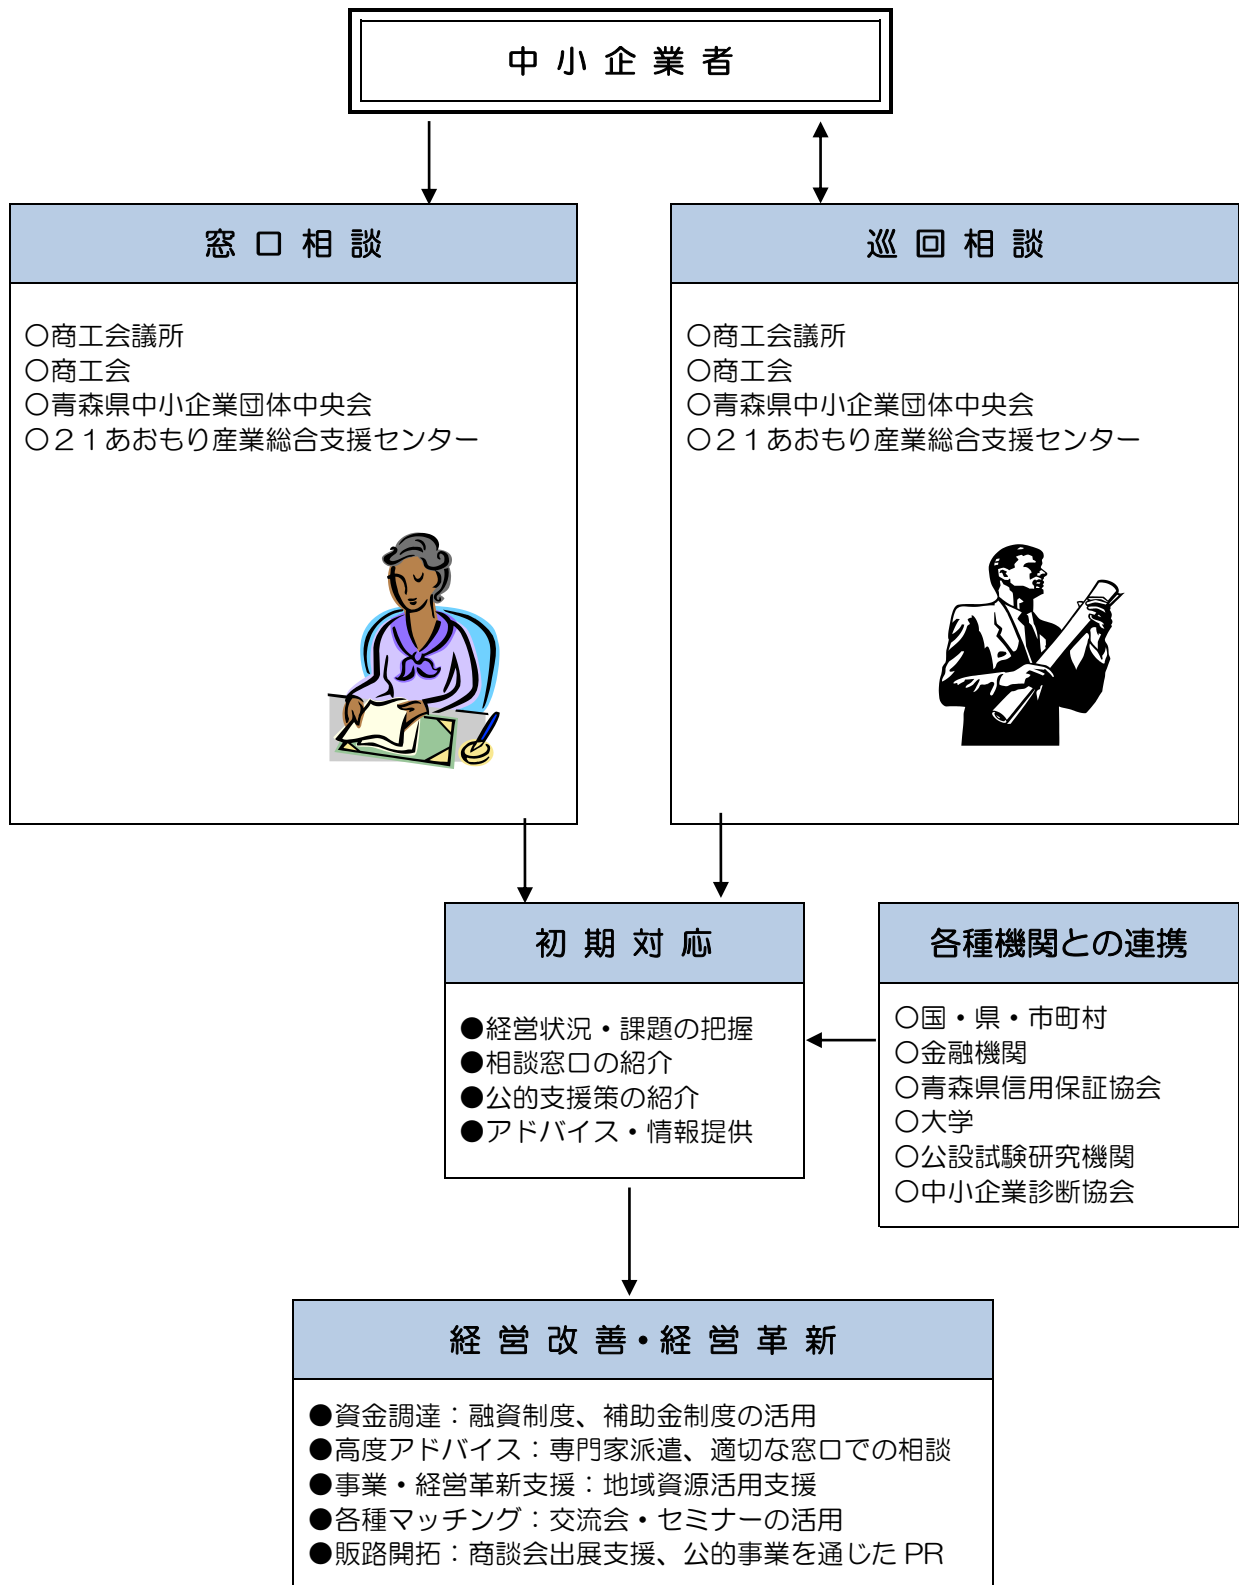 中小企業者
窓口相談
○商工会議所
○商工会
○青森県中小企業団体中央会
○２１あおもり産業総合支援センター
巡回相談
○商工会議所
○商工会
○青森県中小企業団体中央会
○２１あおもり産業総合支援センター
初期対応
●経営状況・課題の把握
●相談窓口の紹介
●公的支援策の紹介
●アドバイス・情報提供
各種機関との連携
○国・県・市町村
○金融機関
○青森県信用保証協会
○大学
○公設試験研究機関
○中小企業診断協会
経営改善・経営革新
●資金調達：融資制度、補助金制度の活用
●高度アドバイス：専門家派遣、適切な窓口での相談
●事業・経営革新支援：地域資源活用支援
●各種マッチング：交流会・セミナーの活用
●販路開拓：商談会出展支援、公的事業を通じた PR